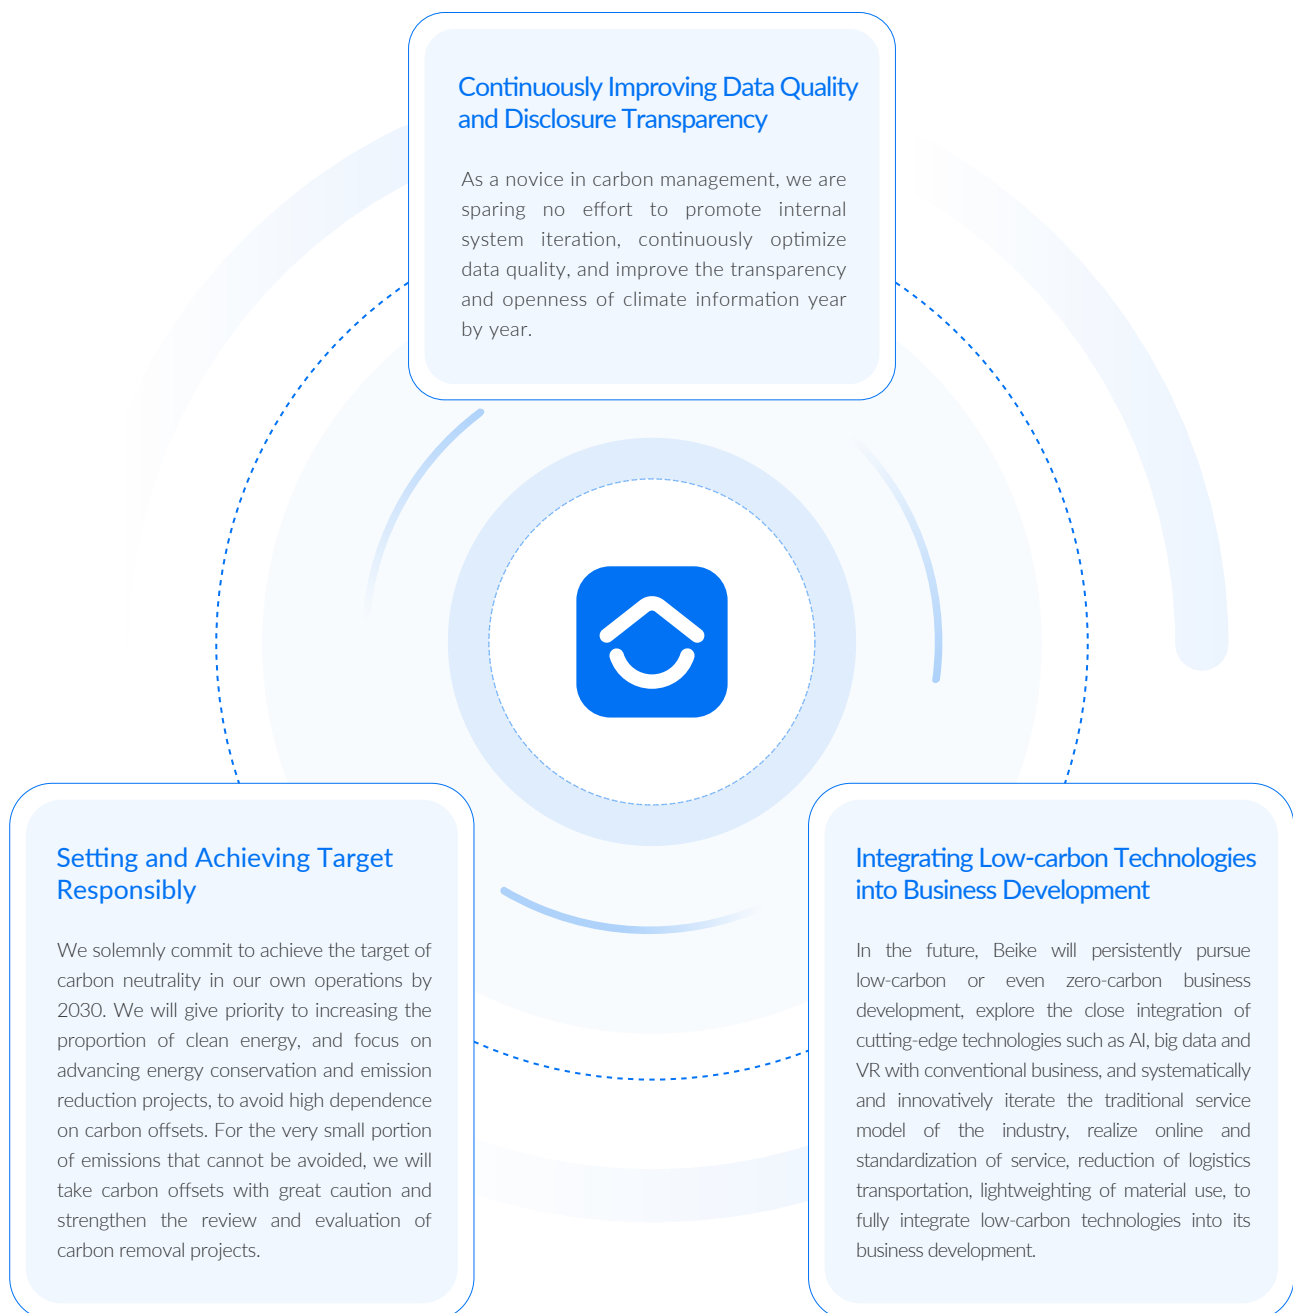 Continuously Improving Data Quality
and Disclosure Transparency
As a novice in carbon management, we are
sparing no effort to promote internal
system iteration, continuously optimize
data quality, and improve the transparency
and openness of climate information year
by year.
Setting and Achieving Target
Responsibly
We solemnly commit to achieve the target of
carbon neutrality in our own operations by
2030. We will give priority to increasing the
proportion of clean energy, and focus on
advancing energy conservation and emission
reduction projects, to avoid high dependence
on carbon offsets. For the very small portion
of emissions that cannot be avoided, we will
take carbon offsets with great caution and
strengthen the review and evaluation of
carbon removal projects.
Integrating Low-carbon Technologies
into Business Development
In the future, Beike will persistently pursue
low-carbon or even zero-carbon business
development, explore the close integration of
cutting-edge technologies such as AI, big data and
VR with conventional business, and systematically
and innovatively iterate the traditional service
model of the industry, realize online and
standardization of service, reduction of logistics
transportation, lightweighting of material use, to
fully integrate low-carbon technologies into its
business development.